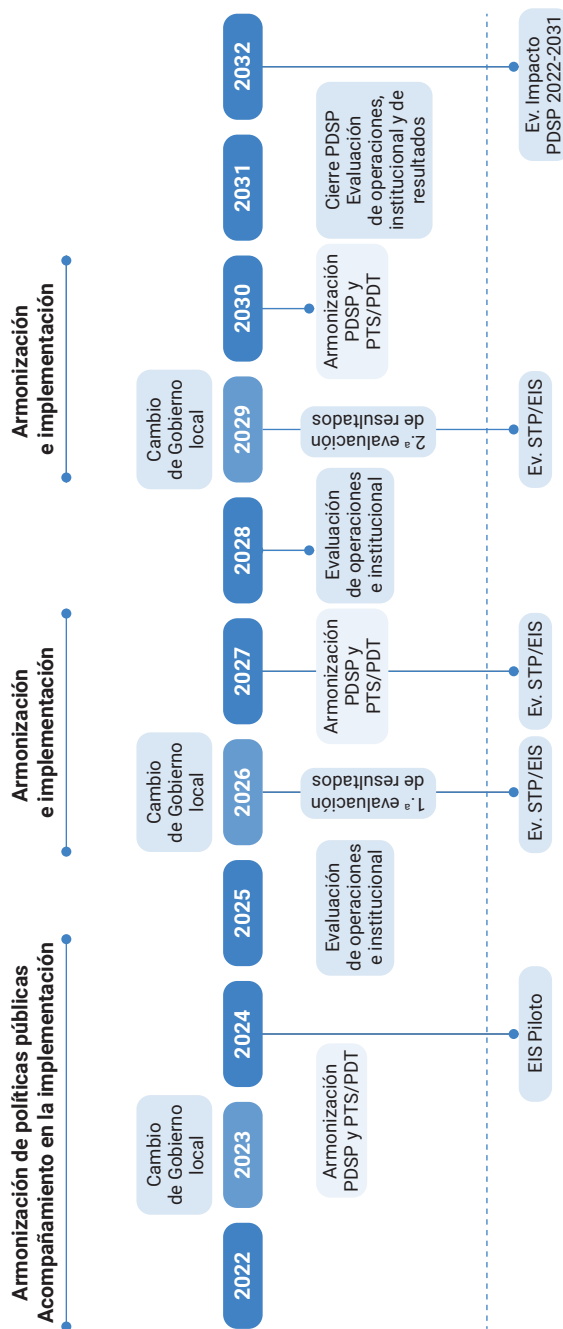 Armonización de políticas públicas
Acompañamiento en la implementación
Armonización
e implementación
Armonización
e implementación
Cambio
de Gobierno
local
Cambio
de Gobierno
local
Cambio
de Gobierno
local
2022
2023
2024
2025
2026
2027
2028
2029
2030
2031
2032
Armonización
PDSP y PTS/PDT
Evaluación
de operaciones
e institucional
1.ª evaluación
de resultados
Armonización
PDSP y
PTS/PDT
Evaluación
de operaciones
e institucional
2.ª evaluación
de resultados
Armonización
PDSP y
PTS/PDT
Cierre PDSP
Evaluación
de operaciones,
institucional y de
resultados
EIS Piloto
Ev. STP/EIS
Ev. STP/EIS
Ev. STP/EIS
Ev. Impacto
PDSP 2022-2031